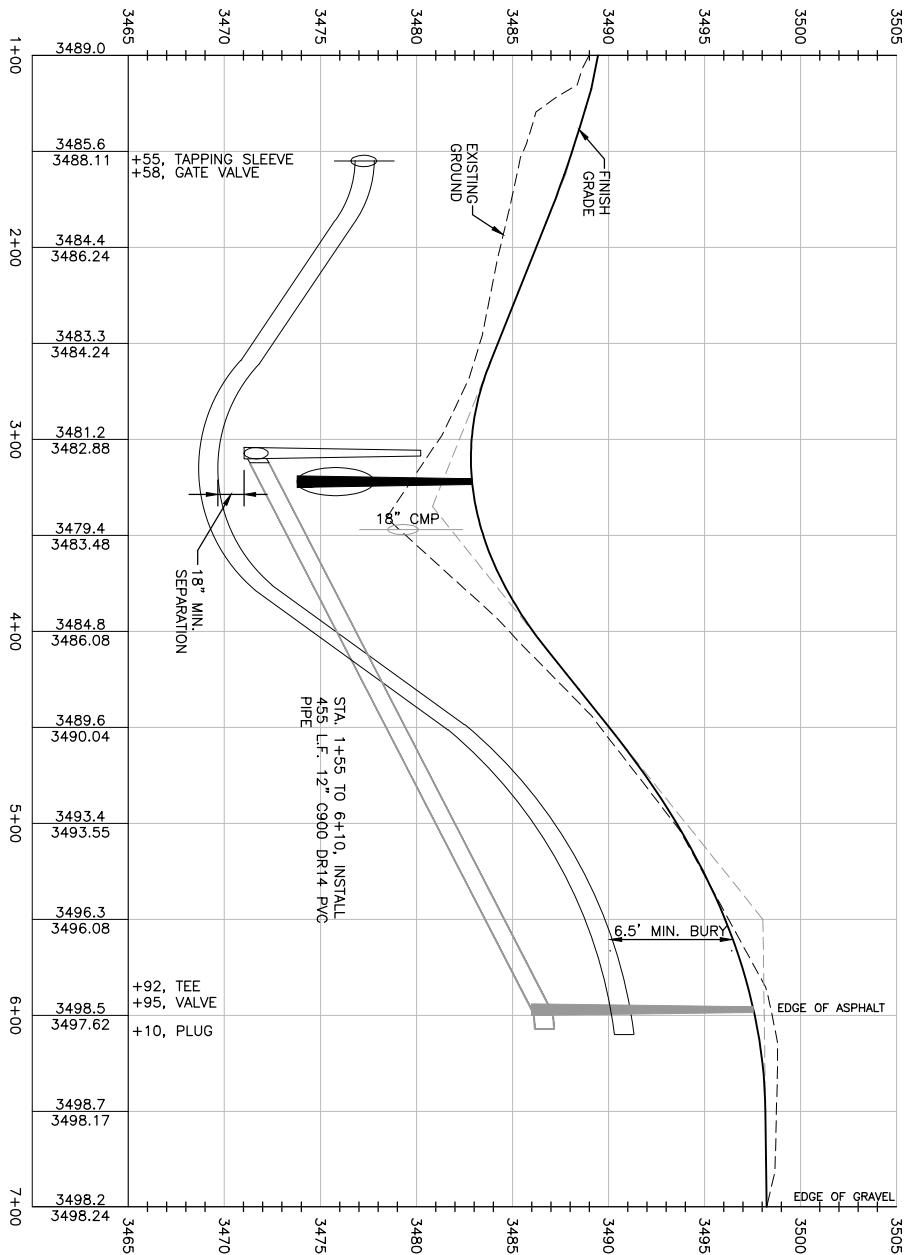 3465
3470
3475
3480
3485
3490
3495
3500
3505
1+00
3489.0
3485.6
3488.11
+55, TAPPING SLEEVE
+58, GATE VALVE
2+00
3484.4
3486.24
3483.3
3484.24
3+00
3481.2
3482.88
3479.4
3483.48
4+00
3484.8
3486.08
3489.6
3490.04
5+00
3493.4
3493.55
3496.3
3496.08
+92, TEE
+95, VALVE
6+00
3498.5
3497.62
+10, PLUG
3498.7
3498.17
7+00
3498.2
3498.24
FINISH
GRADE
EXISTING
GROUND
18" CMP
18" MIN.
SEPARATION
STA. 1+55 TO 6+10, INSTALL
455 L.F. 12" C900 DR14 PVC
PIPE
6.5' MIN. BURY
EDGE OF ASPHALT
EDGE OF GRAVEL
3465
3470
3475
3480
3485
3490
3495
3500
3505